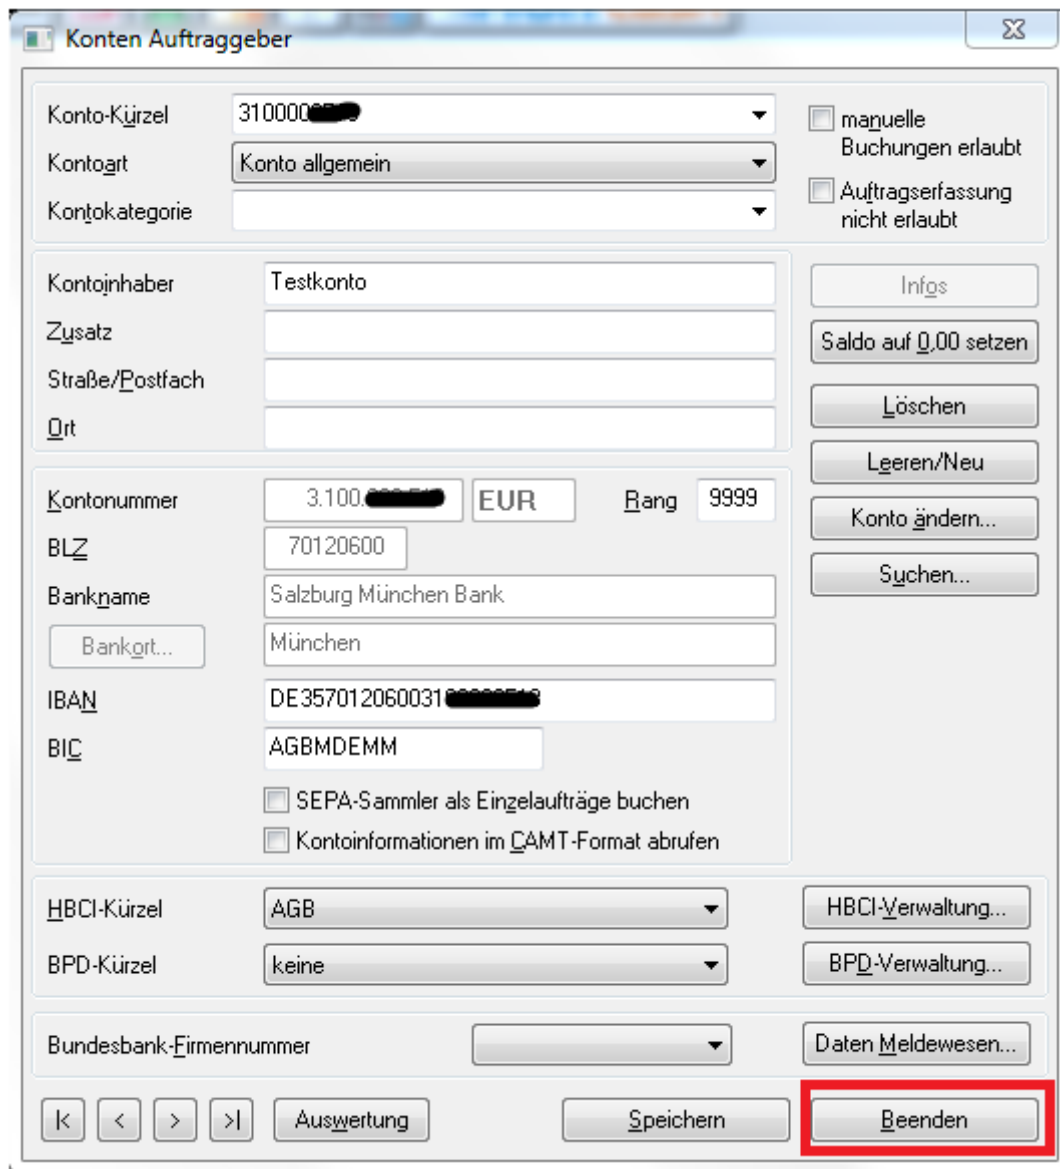 Konten Auftraggeber
Konto-Kürzel 310000
Kontoart Konto allgemein
Kontokategorie
manuelle
Buchungen erlaubt
Auftragserfassung
nicht erlaubt
Kontoinhaber Testkonto
Zusatz
Straße/Postfach
Ort
Infos
Saldo auf 0,00 setzen
Löschen
Leeren/Neu
Konto ändern...
Suchen...
Kontonummer 3.100. EUR Rang 9999
BLZ 70120600
Bankname Salzburg München Bank
Bankort... München
IBAN DE357012060031
BIC AGBMDEMM
SEPA-Sammler als Einzelaufträge buchen
Kontoinformationen im CAMT-Format abrufen
HBCI-Kürzel AGB HBCI-Verwaltung...
BPD-Kürzel keine BPD-Verwaltung...
Bundesbank-Firmennummer Daten Meldewesen...
|< < > >| Auswertung Speichern Beenden